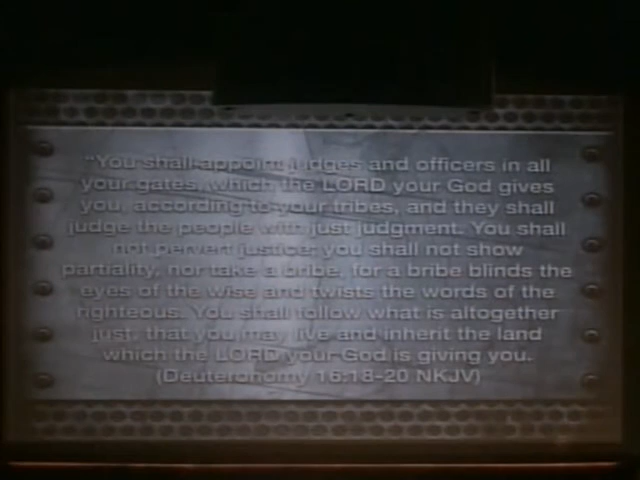 "You shall appoint judges and officers in all
your gates, which the LORD your God gives
you, according to your tribes, and they shall
judge the people with just judgment. You shall
not pervert justice; you shall not show
partiality, nor take a bribe, for a bribe blinds the
eyes of the wise and twists the words of the
righteous. You shall follow what is altogether
just, that you may live and inherit the land
which the LORD your God is giving you.
(Deuteronomy 16:18-20 NKJV)